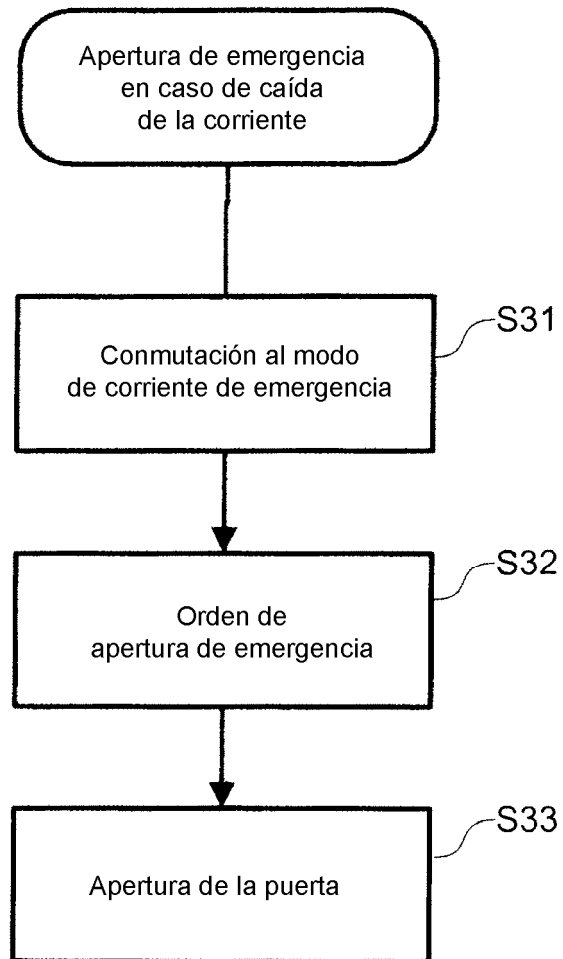 Apertura de emergencia
en caso de caída
de la corriente
S31
Conmutación al modo
de corriente de emergencia
S32
Orden de
apertura de emergencia
S33
Apertura de la puerta